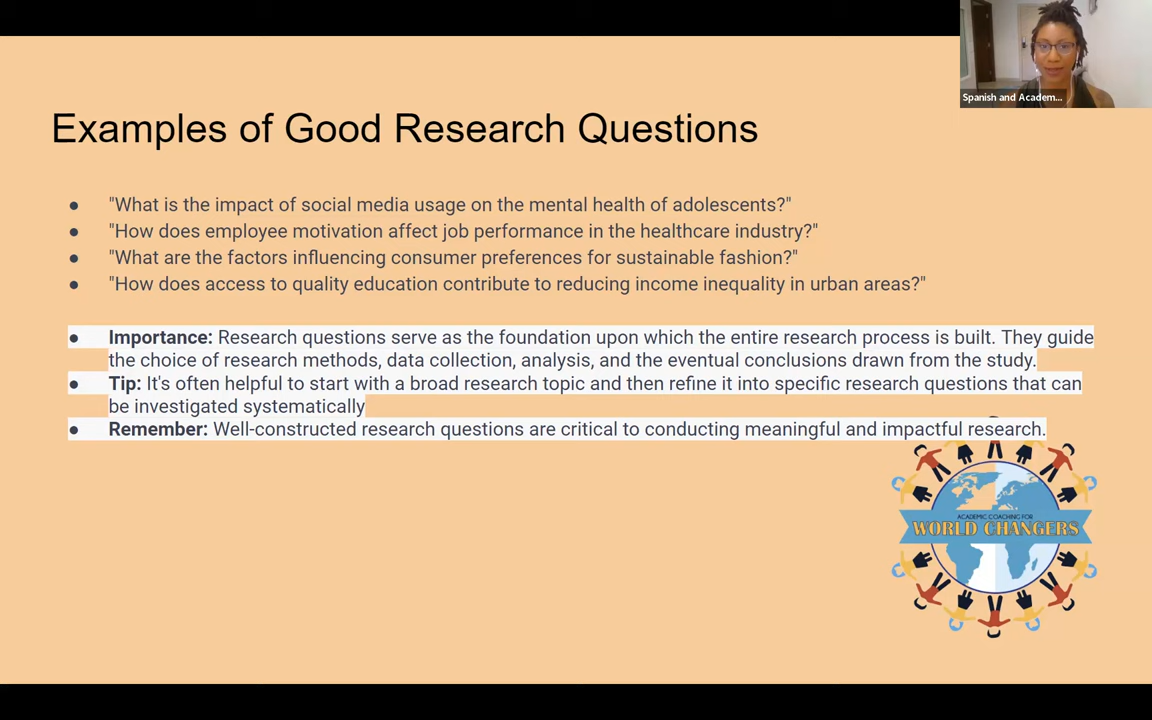 Spanish and Academ...
Examples of Good Research Questions
● "What is the impact of social media usage on the mental health of adolescents?"
● "How does employee motivation affect job performance in the healthcare industry?"
● "What are the factors influencing consumer preferences for sustainable fashion?"
● "How does access to quality education contribute to reducing income inequality in urban areas?"
● Importance: Research questions serve as the foundation upon which the entire research process is built. They guide
the choice of research methods, data collection, analysis, and the eventual conclusions drawn from the study.
● Tip: It's often helpful to start with a broad research topic and then refine it into specific research questions that can
be investigated systematically
● Remember: Well-constructed research questions are critical to conducting meaningful and impactful research.
ACADEMIC COACHING FOR
WORLD CHANGERS